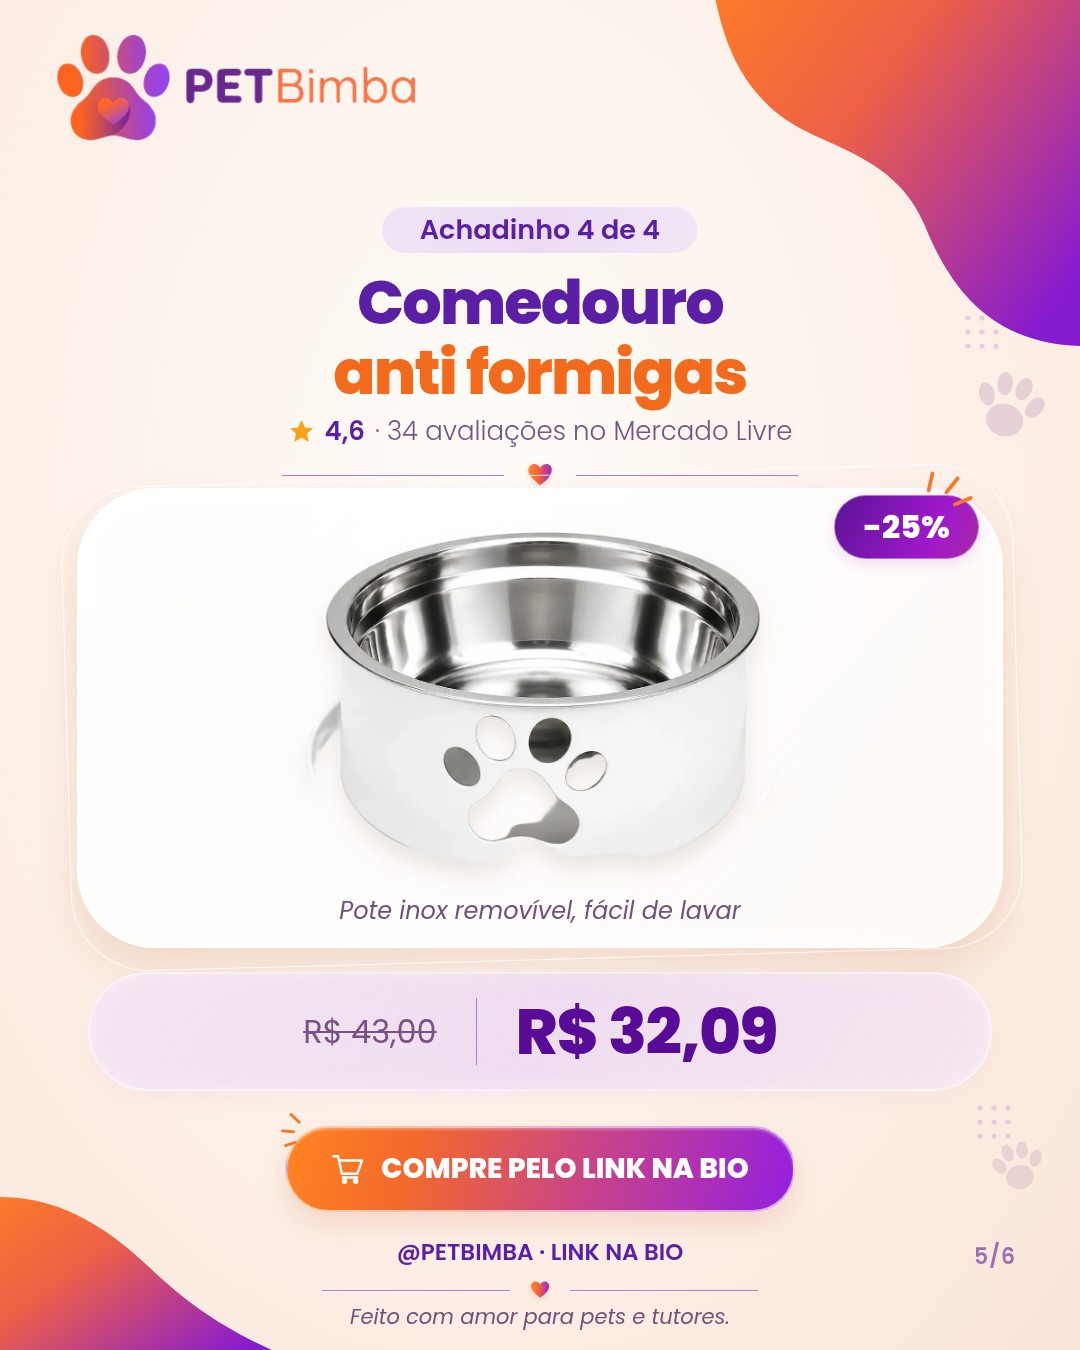 PETBimba
Achadinho 4 de 4
Comedouro
anti formigas
4,6 · 34 avaliações no Mercado Livre
-25%
Pote inox removível, fácil de lavar
R$ 43,00
R$ 32,09
COMPRE PELO LINK NA BIO
@PETBIMBA · LINK NA BIO
5/6
Feito com amor para pets e tutores.